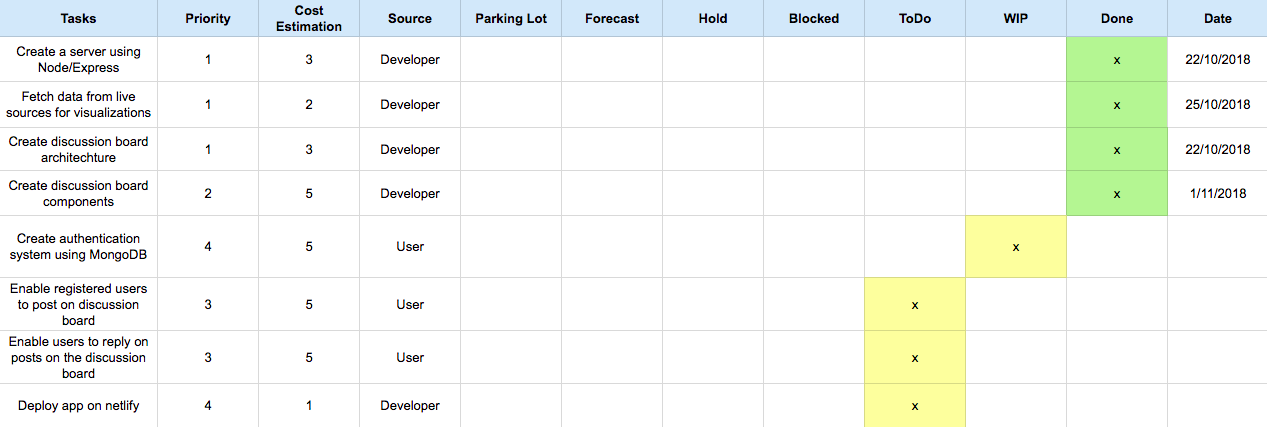 Tasks Priority Cost Estimation Source Parking Lot Forecast Hold Blocked ToDo WIP Done Date
Create a server using
Node/Express 1 3 Developer x 22/10/2018
Fetch data from live
sources for visualizations 1 2 Developer x 25/10/2018
Create discussion board
architechture 1 3 Developer x 22/10/2018
Create discussion board
components 2 5 Developer x 1/11/2018
Create authentication
system using MongoDB 4 5 User x
Enable registered users
to post on discussion
board 3 5 User x
Enable users to reply on
posts on the discussion
board 3 5 User x
Deploy app on netlify 4 1 Developer x